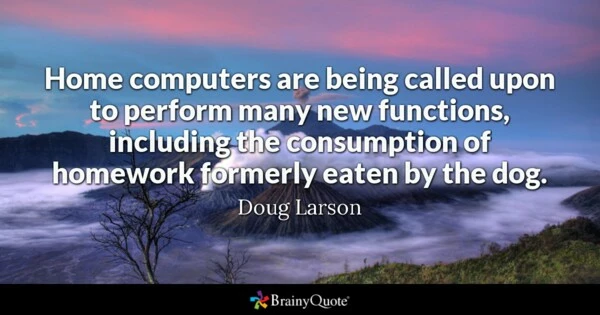 Home computers are being called upon
to perform many new functions,
including the consumption of
homework formerly eaten by the dog.
Doug Larson
BrainyQuote